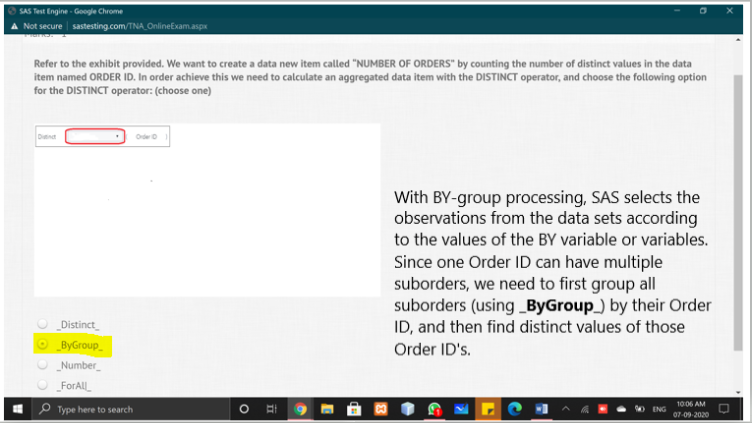 SAS Test Engine - Google Chrome
Not secure | sastesting.com/TNA_OnlineExam.aspx
Refer to the exhibit provided. We want to create a data new item called "NUMBER OF ORDERS" by counting the number of distinct values in the data
item named ORDER ID. In order achieve this we need to calculate an aggregated data item with the DISTINCT operator, and choose the following option
for the DISTINCT operator: (choose one)
Distinct Order ID
With BY-group processing, SAS selects the
observations from the data sets according
to the values of the BY variable or variables.
Since one Order ID can have multiple
suborders, we need to first group all
suborders (using _ByGroup_) by their Order
ID, and then find distinct values of those
Order ID's.
_Distinct_
_ByGroup_
_Number_
_ForAll_
Type here to search
ENG
10:06 AM
07-09-2020